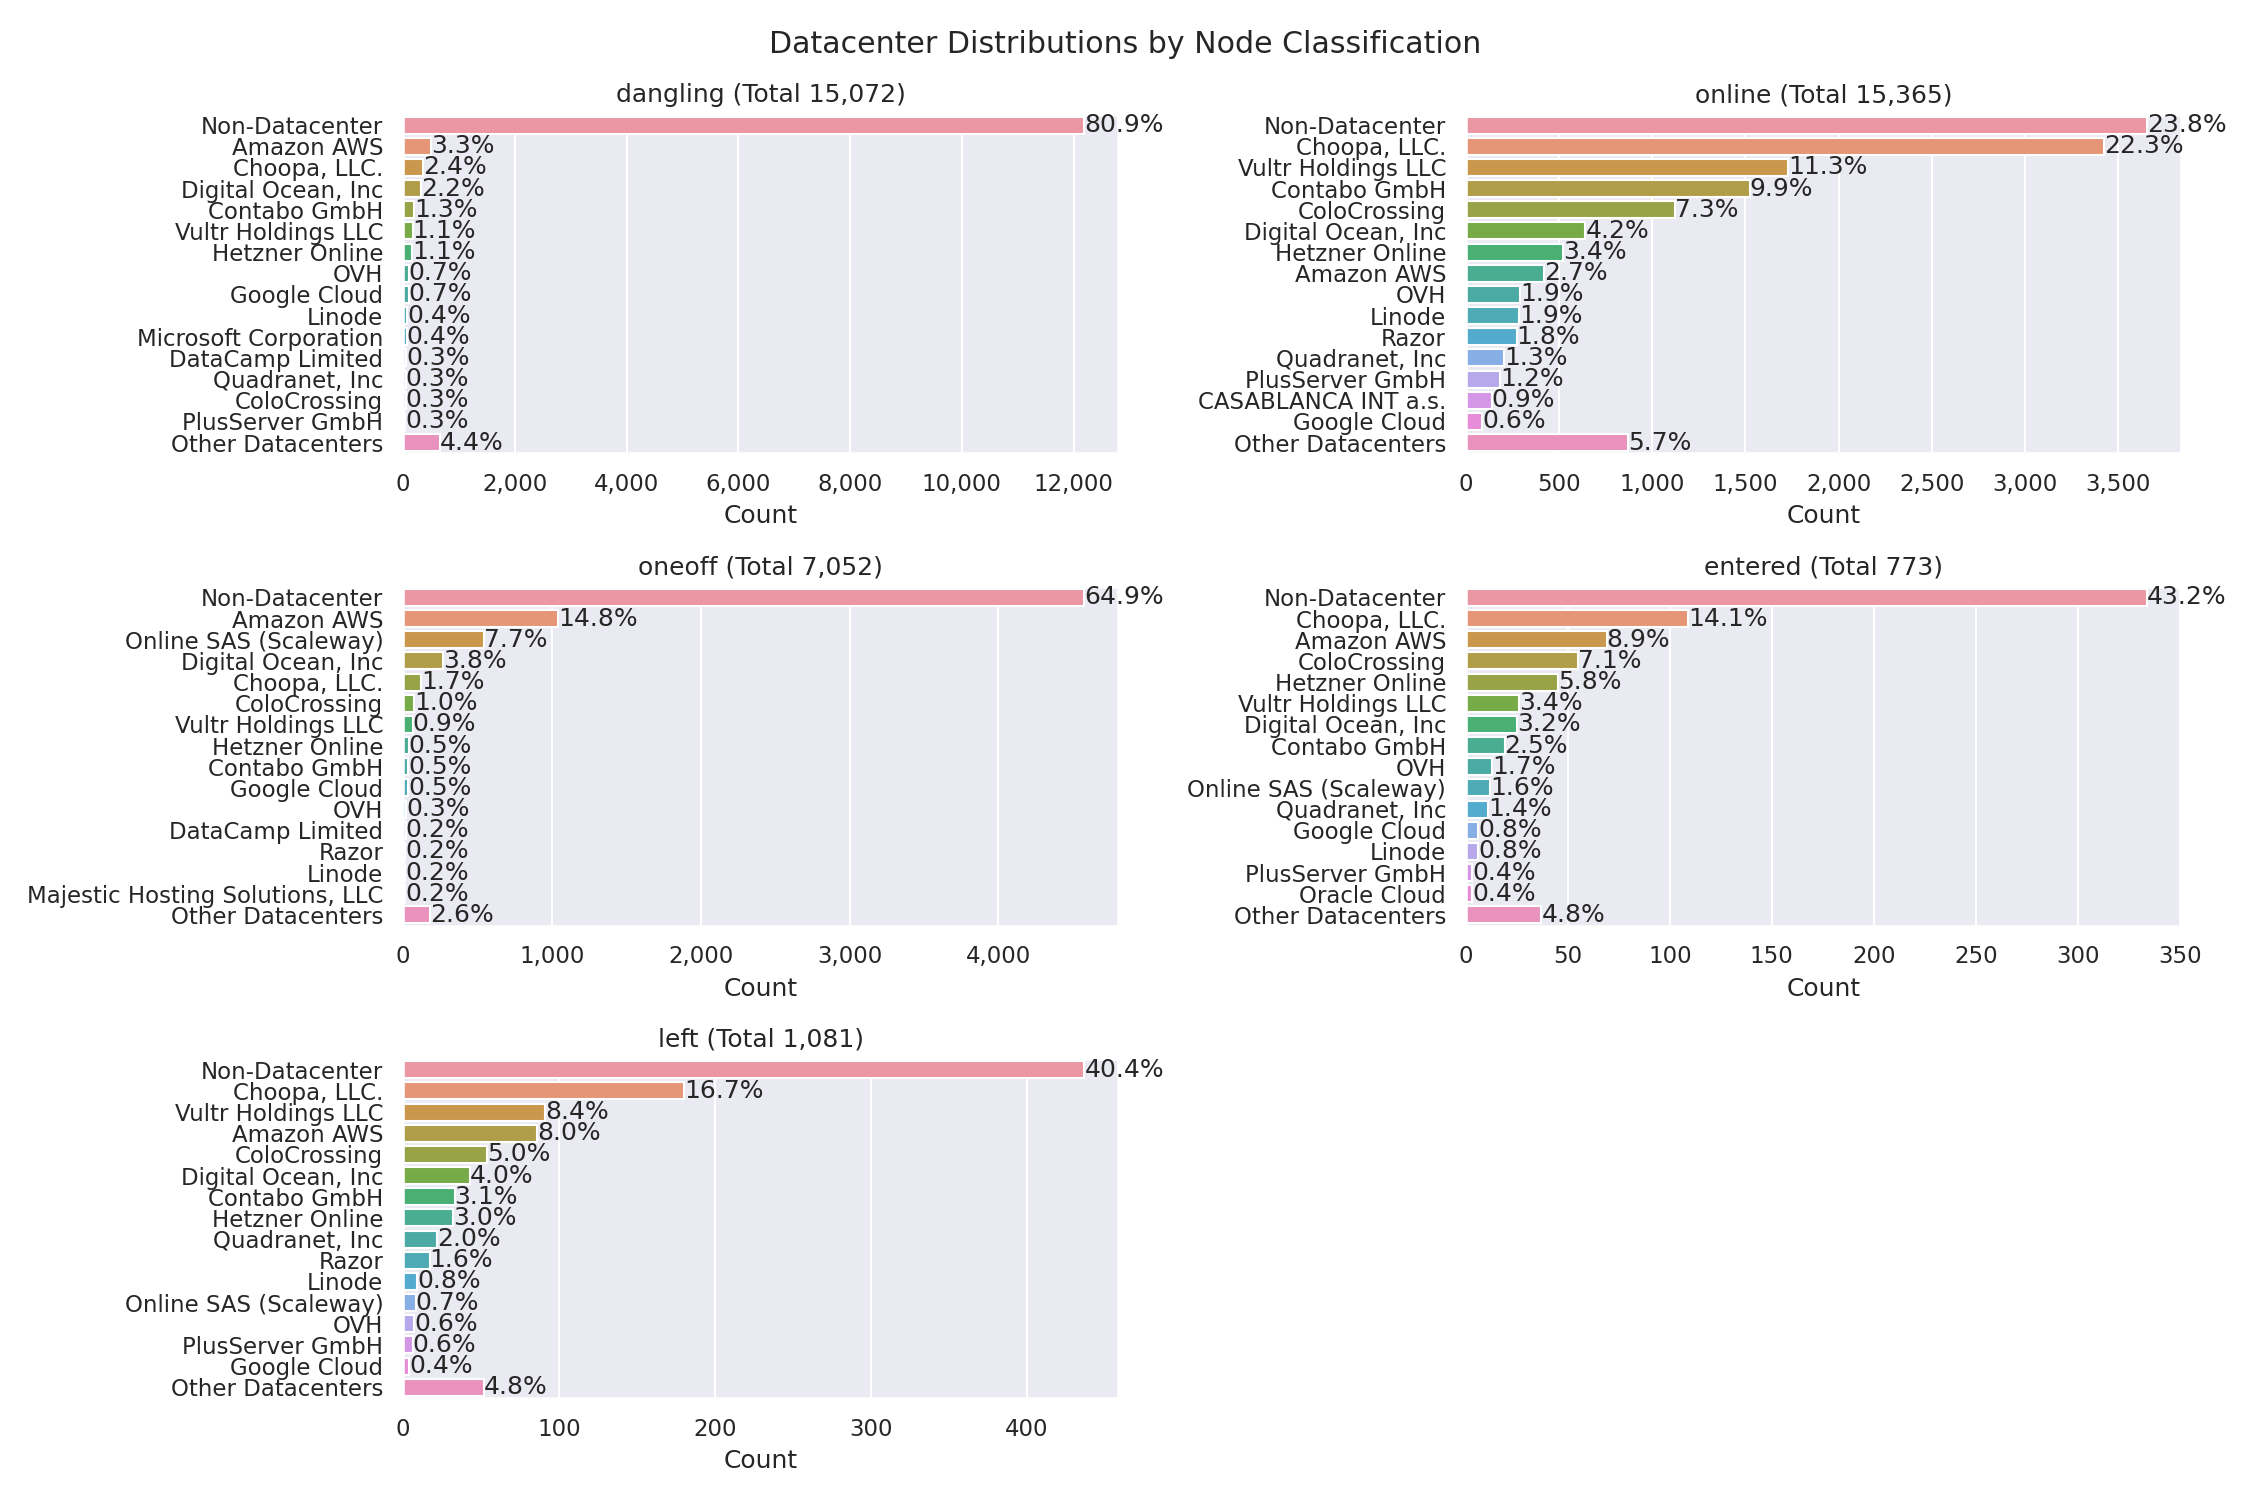 Datacenter Distributions by Node Classification
dangling (Total 15,072)
Non-Datacenter 80.9%
Amazon AWS 3.3%
Choopa, LLC. 2.4%
Digital Ocean, Inc 2.2%
Contabo GmbH 1.3%
Vultr Holdings LLC 1.1%
Hetzner Online 1.1%
OVH 0.7%
Google Cloud 0.7%
Linode 0.4%
Microsoft Corporation 0.4%
DataCamp Limited 0.3%
Quadranet, Inc 0.3%
ColoCrossing 0.3%
PlusServer GmbH 0.3%
Other Datacenters 4.4%
0 2,000 4,000 6,000 8,000 10,000 12,000
Count
online (Total 15,365)
Non-Datacenter 23.8%
Choopa, LLC. 22.3%
Vultr Holdings LLC 11.3%
Contabo GmbH 9.9%
ColoCrossing 7.3%
Digital Ocean, Inc 4.2%
Hetzner Online 3.4%
Amazon AWS 2.7%
OVH 1.9%
Linode 1.9%
Razor 1.8%
Quadranet, Inc 1.3%
PlusServer GmbH 1.2%
CASABLANCA INT a.s. 0.9%
Google Cloud 0.6%
Other Datacenters 5.7%
0 500 1,000 1,500 2,000 2,500 3,000 3,500
Count
oneoff (Total 7,052)
Non-Datacenter 64.9%
Amazon AWS 14.8%
Online SAS (Scaleway) 7.7%
Digital Ocean, Inc 3.8%
Choopa, LLC. 1.7%
ColoCrossing 1.0%
Vultr Holdings LLC 0.9%
Hetzner Online 0.5%
Contabo GmbH 0.5%
Google Cloud 0.5%
OVH 0.3%
DataCamp Limited 0.2%
Razor 0.2%
Linode 0.2%
Majestic Hosting Solutions, LLC 0.2%
Other Datacenters 2.6%
0 1,000 2,000 3,000 4,000
Count
entered (Total 773)
Non-Datacenter 43.2%
Choopa, LLC. 14.1%
Amazon AWS 8.9%
ColoCrossing 7.1%
Hetzner Online 5.8%
Vultr Holdings LLC 3.4%
Digital Ocean, Inc 3.2%
Contabo GmbH 2.5%
OVH 1.7%
Online SAS (Scaleway) 1.6%
Quadranet, Inc 1.4%
Google Cloud 0.8%
Linode 0.8%
PlusServer GmbH 0.4%
Oracle Cloud 0.4%
Other Datacenters 4.8%
0 50 100 150 200 250 300 350
Count
left (Total 1,081)
Non-Datacenter 40.4%
Choopa, LLC. 16.7%
Vultr Holdings LLC 8.4%
Amazon AWS 8.0%
ColoCrossing 5.0%
Digital Ocean, Inc 4.0%
Contabo GmbH 3.1%
Hetzner Online 3.0%
Quadranet, Inc 2.0%
Razor 1.6%
Linode 0.8%
Online SAS (Scaleway) 0.7%
OVH 0.6%
PlusServer GmbH 0.6%
Google Cloud 0.4%
Other Datacenters 4.8%
0 100 200 300 400
Count